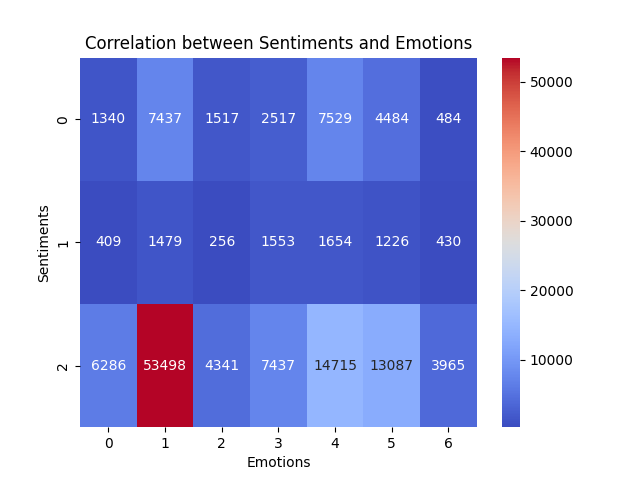 Correlation between Sentiments and Emotions
Sentiments
0
1340 7437 1517 2517 7529 4484 484
1
409 1479 256 1553 1654 1226 430
2
6286 53498 4341 7437 14715 13087 3965
0 1 2 3 4 5 6
Emotions
50000
40000
30000
20000
10000